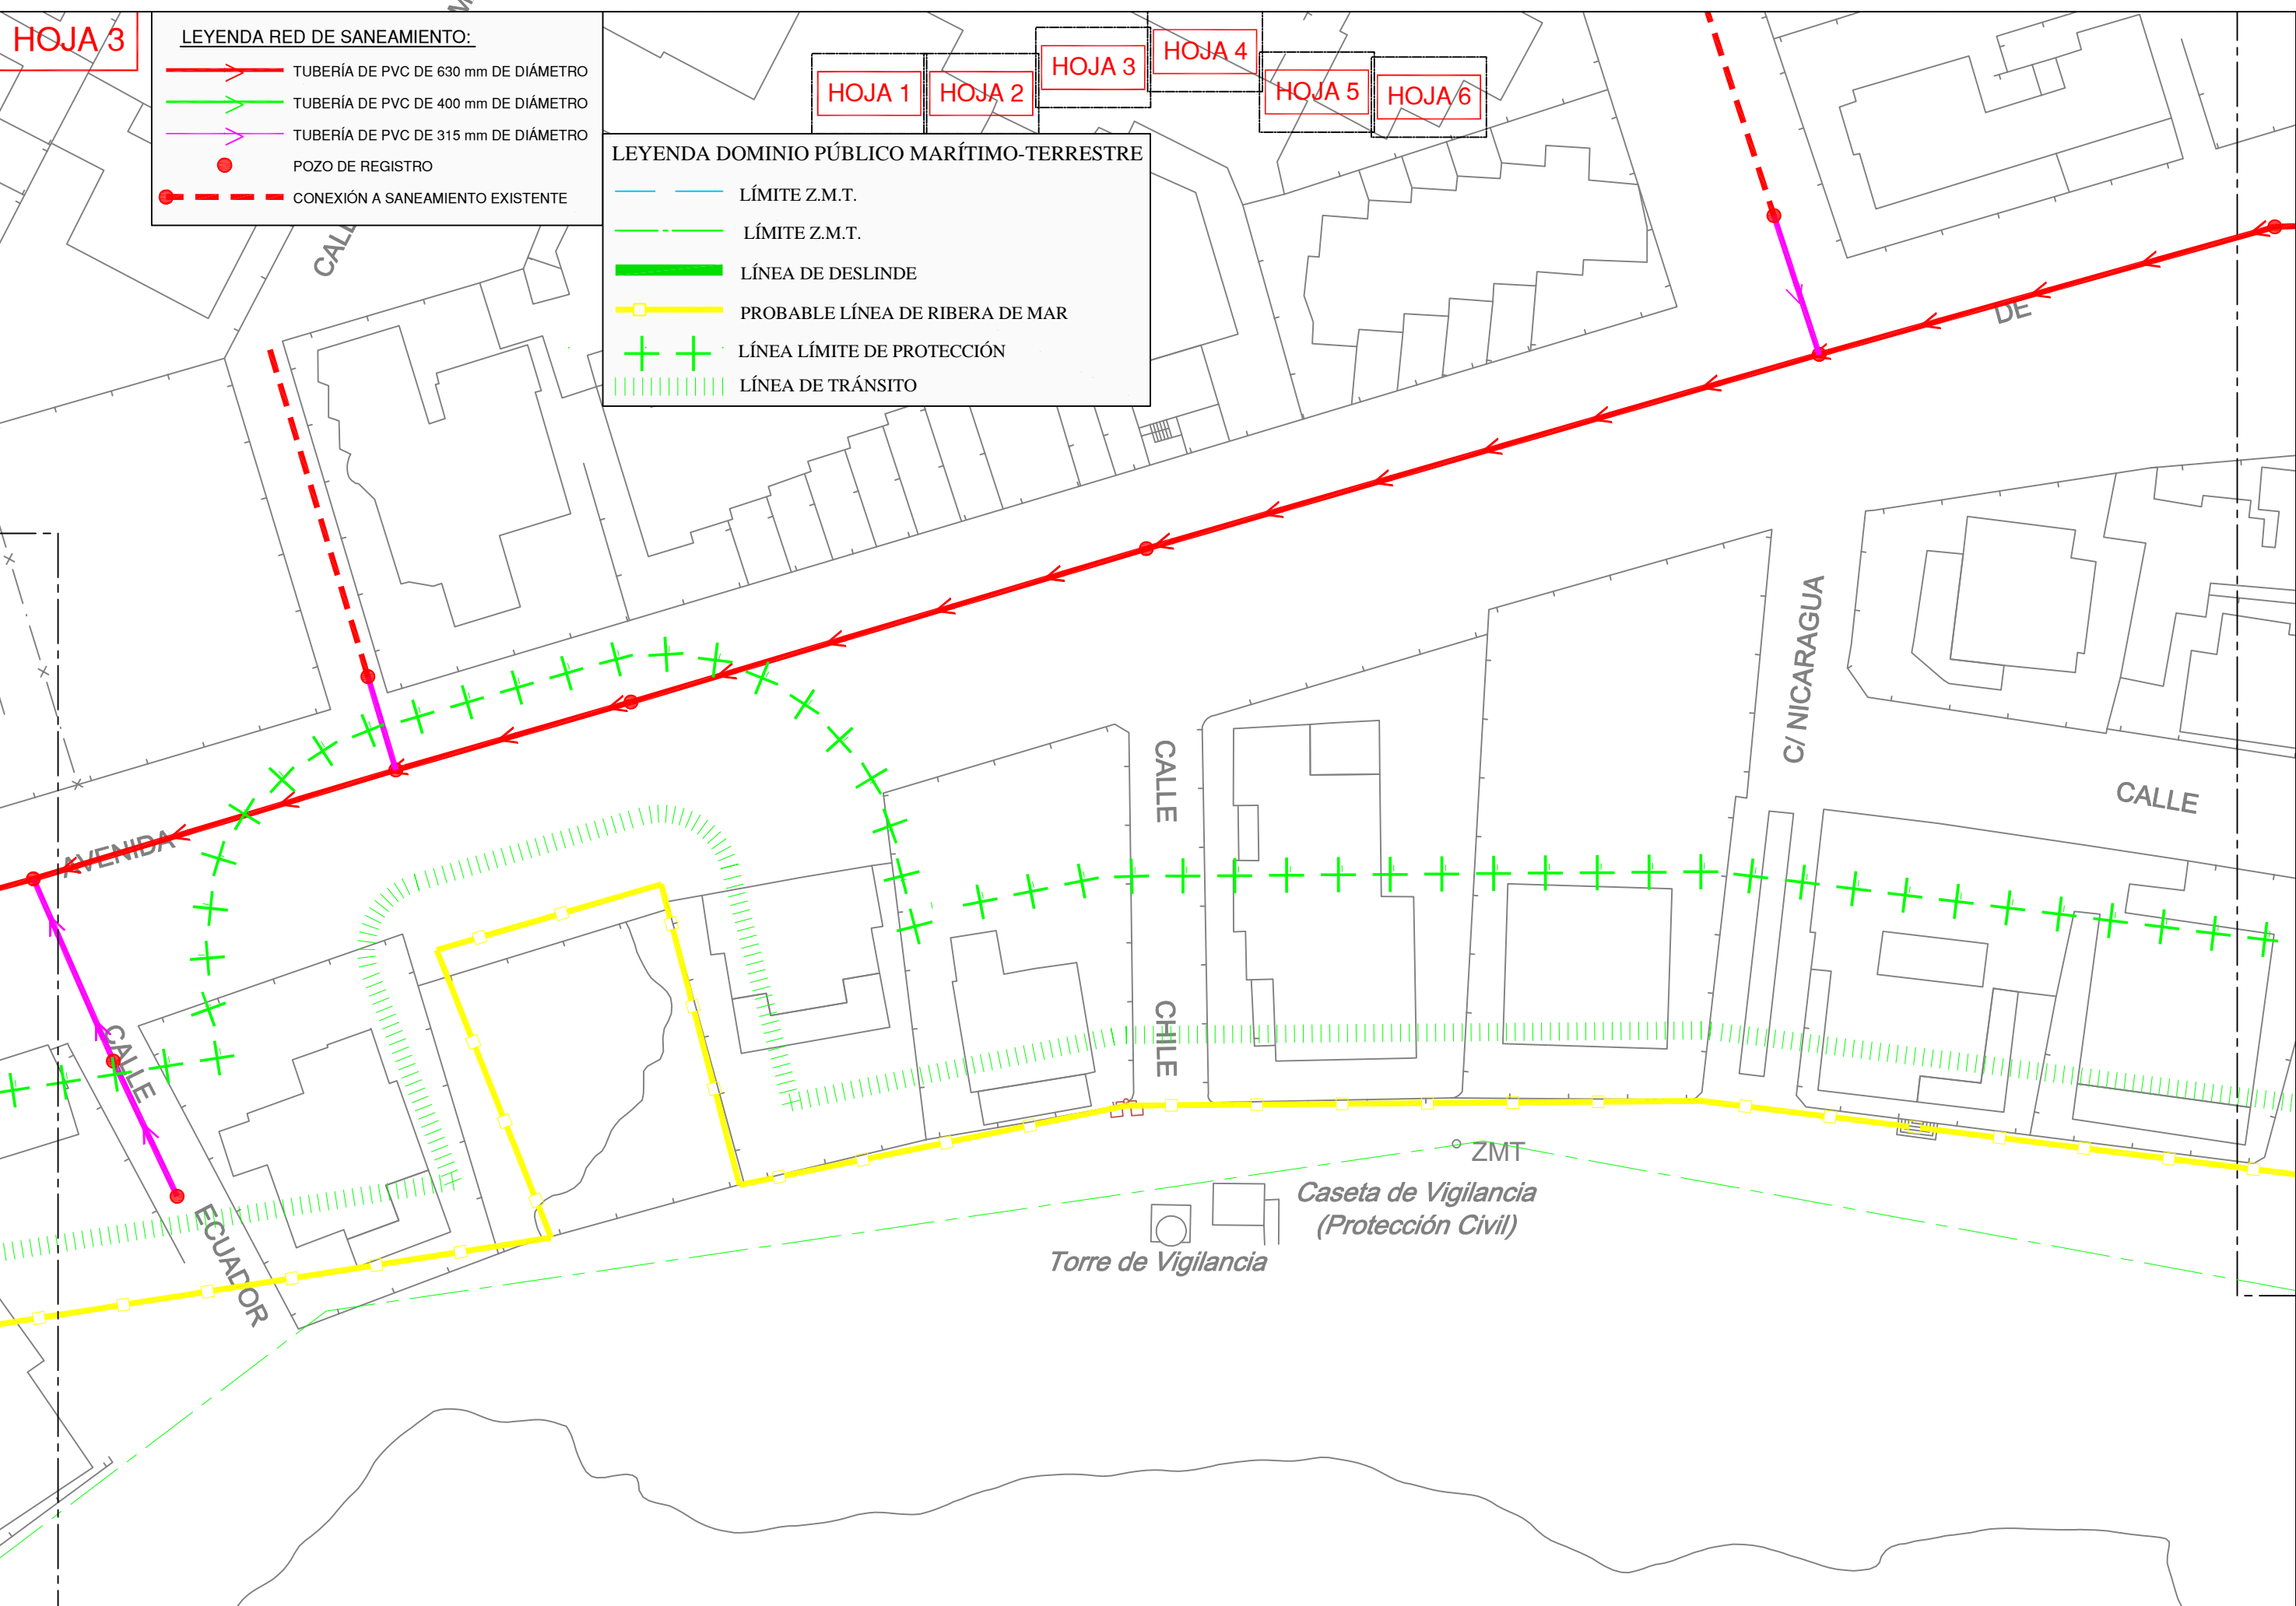 HOJA 3
LEYENDA RED DE SANEAMIENTO:
TUBERÍA DE PVC DE 630 mm DE DIÁMETRO
TUBERÍA DE PVC DE 400 mm DE DIÁMETRO
TUBERÍA DE PVC DE 315 mm DE DIÁMETRO
POZO DE REGISTRO
CONEXIÓN A SANEAMIENTO EXISTENTE
HOJA 1
HOJA 2
HOJA 3
HOJA 4
HOJA 5
HOJA 6
LEYENDA DOMINIO PÚBLICO MARÍTIMO-TERRESTRE
LÍMITE Z.M.T.
LÍMITE Z.M.T.
LÍNEA DE DESLINDE
PROBABLE LÍNEA DE RIBERA DE MAR
LÍNEA LÍMITE DE PROTECCIÓN
LÍNEA DE TRÁNSITO
DE
C/ NICARAGUA
CALLE
CALLE
CHILE
AVENIDA
CALLE
ECUADOR
ZMT
Caseta de Vigilancia
(Protección Civil)
Torre de Vigilancia